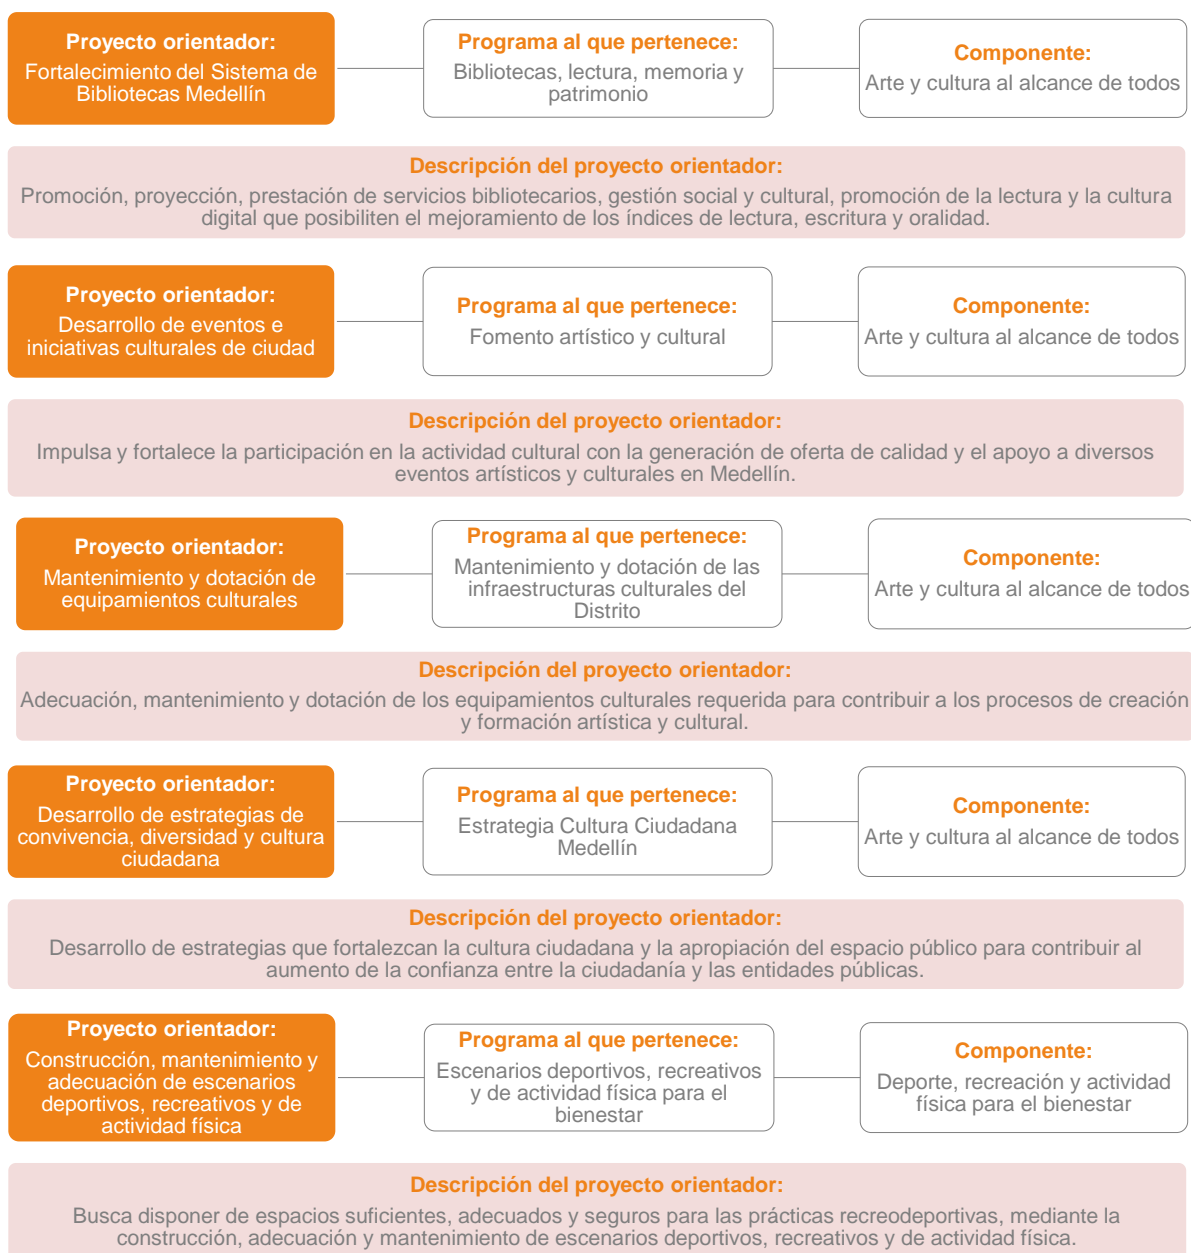 Proyecto orientador:
Fortalecimiento del Sistema de
Bibliotecas Medellín
Programa al que pertenece:
Bibliotecas, lectura, memoria y
patrimonio
Componente:
Arte y cultura al alcance de todos
Descripción del proyecto orientador:
Promoción, proyección, prestación de servicios bibliotecarios, gestión social y cultural, promoción de la lectura y la cultura
digital que posibiliten el mejoramiento de los índices de lectura, escritura y oralidad.
Proyecto orientador:
Desarrollo de eventos e
iniciativas culturales de ciudad
Programa al que pertenece:
Fomento artístico y cultural
Componente:
Arte y cultura al alcance de todos
Descripción del proyecto orientador:
Impulsa y fortalece la participación en la actividad cultural con la generación de oferta de calidad y el apoyo a diversos
eventos artísticos y culturales en Medellín.
Proyecto orientador:
Mantenimiento y dotación de
equipamientos culturales
Programa al que pertenece:
Mantenimiento y dotación de las
infraestructuras culturales del
Distrito
Componente:
Arte y cultura al alcance de todos
Descripción del proyecto orientador:
Adecuación, mantenimiento y dotación de los equipamientos culturales requerida para contribuir a los procesos de creación
y formación artística y cultural.
Proyecto orientador:
Desarrollo de estrategias de
convivencia, diversidad y cultura
ciudadana
Programa al que pertenece:
Estrategia Cultura Ciudadana
Medellín
Componente:
Arte y cultura al alcance de todos
Descripción del proyecto orientador:
Desarrollo de estrategias que fortalezcan la cultura ciudadana y la apropiación del espacio público para contribuir al
aumento de la confianza entre la ciudadanía y las entidades públicas.
Proyecto orientador:
Construcción, mantenimiento y
adecuación de escenarios
deportivos, recreativos y de
actividad física
Programa al que pertenece:
Escenarios deportivos, recreativos
y de actividad física para el
bienestar
Componente:
Deporte, recreación y actividad
física para el bienestar
Descripción del proyecto orientador:
Busca disponer de espacios suficientes, adecuados y seguros para las prácticas recreodeportivas, mediante la
construcción, adecuación y mantenimiento de escenarios deportivos, recreativos y de actividad física.